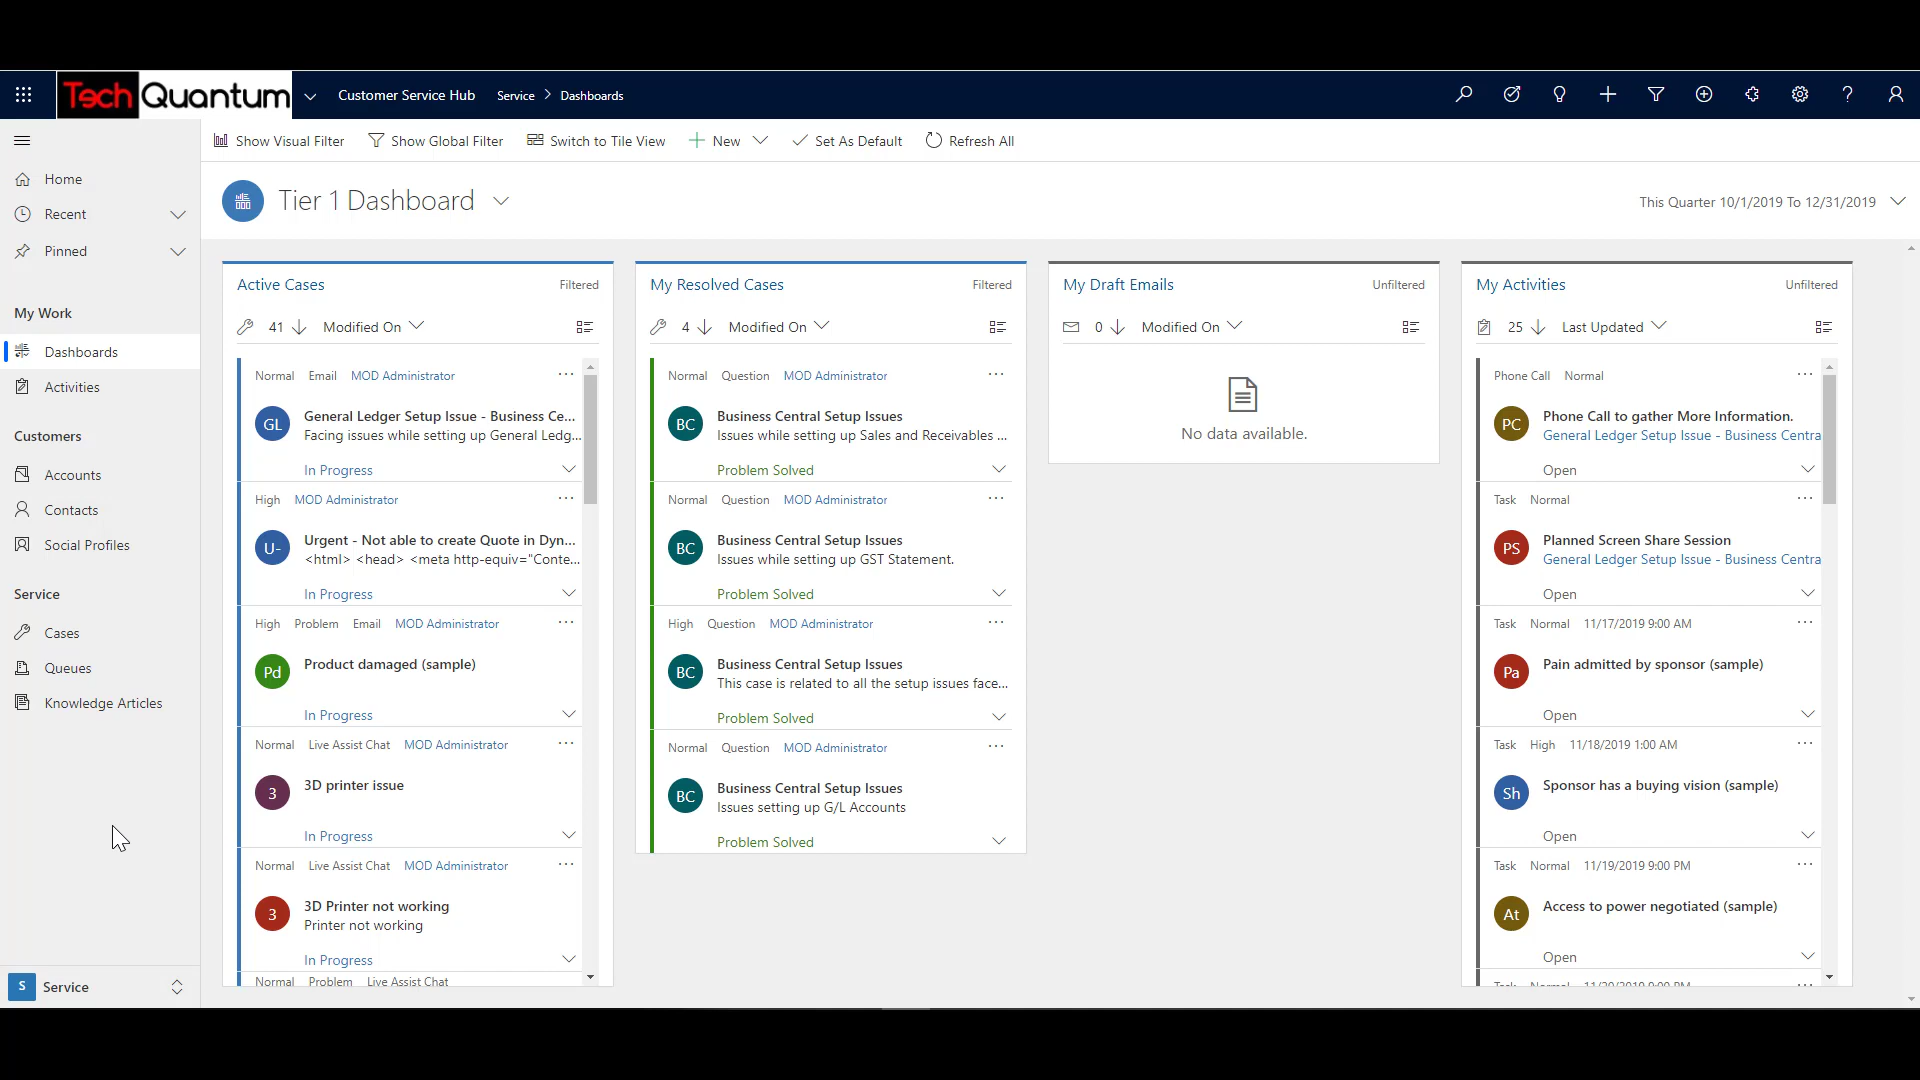 Tech Quantum
Customer Service Hub Service > Dashboards
Show Visual Filter Show Global Filter Switch to Tile View New Set As Default Refresh All
Home
Recent
Pinned
My Work
Dashboards
Activities
Customers
Accounts
Contacts
Social Profiles
Service
Cases
Queues
Knowledge Articles
S Service
Tier 1 Dashboard
This Quarter 10/1/2019 To 12/31/2019
Active Cases Filtered
41 Modified On
Normal Email MOD Administrator
GL General Ledger Setup Issue - Business Ce...
Facing issues while setting up General Ledg...
In Progress
High MOD Administrator
U- Urgent - Not able to create Quote in Dyn...
<html> <head> <meta http-equiv="Conte...
In Progress
High Problem Email MOD Administrator
Pd Product damaged (sample)
In Progress
Normal Live Assist Chat MOD Administrator
3 3D printer issue
In Progress
Normal Live Assist Chat MOD Administrator
3 3D Printer not working
Printer not working
In Progress
Normal Problem Live Assist Chat
My Resolved Cases Filtered
4 Modified On
Normal Question MOD Administrator
BC Business Central Setup Issues
Issues while setting up Sales and Receivables ...
Problem Solved
Normal Question MOD Administrator
BC Business Central Setup Issues
Issues while setting up GST Statement.
Problem Solved
High Question MOD Administrator
BC Business Central Setup Issues
This case is related to all the setup issues face...
Problem Solved
Normal Question MOD Administrator
BC Business Central Setup Issues
Issues setting up G/L Accounts
Problem Solved
My Draft Emails Unfiltered
0 Modified On
No data available.
My Activities Unfiltered
25 Last Updated
Phone Call Normal
PC Phone Call to gather More Information.
General Ledger Setup Issue - Business Centra
Open
Task Normal
PS Planned Screen Share Session
General Ledger Setup Issue - Business Centra
Open
Task Normal 11/17/2019 9:00 AM
Pa Pain admitted by sponsor (sample)
Open
Task High 11/18/2019 1:00 AM
Sh Sponsor has a buying vision (sample)
Open
Task Normal 11/19/2019 9:00 PM
At Access to power negotiated (sample)
Open
Task Normal 11/20/2019 9:00 PM